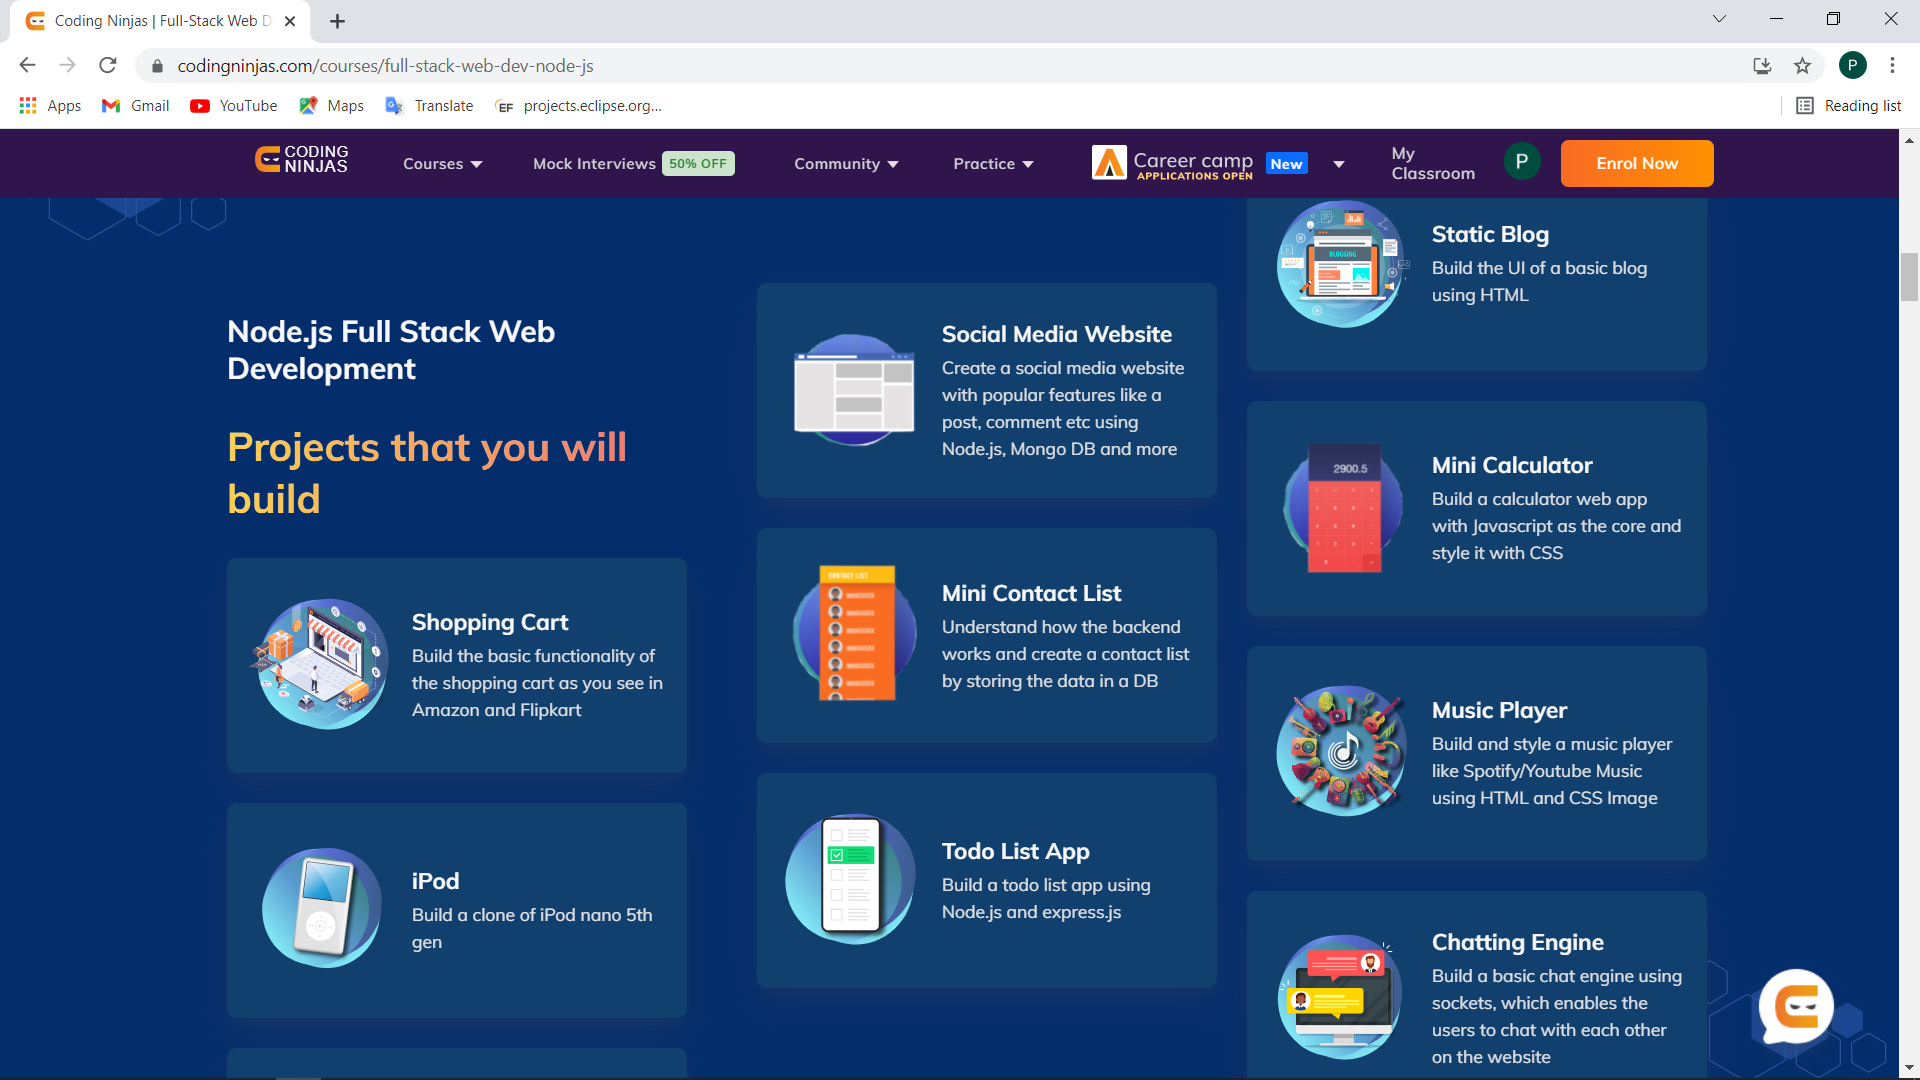 Coding Ninjas | Full-Stack Web D
codingninjas.com/courses/full-stack-web-dev-node-js
P
Apps
Gmail
YouTube
Maps
Translate
EF
projects.eclipse.org...
Reading list
CODING
NINJAS
Courses
Mock Interviews
50% OFF
Community
Practice
Career camp
APPLICATIONS OPEN
New
My
Classroom
P
Enrol Now
Node.js Full Stack Web
Development
Projects that you will
build
Shopping Cart
Build the basic functionality of
the shopping cart as you see in
Amazon and Flipkart
iPod
Build a clone of iPod nano 5th
gen
Social Media Website
Create a social media website
with popular features like a
post, comment etc using
Node.js, Mongo DB and more
CONTACT LIST
Mini Contact List
Understand how the backend
works and create a contact list
by storing the data in a DB
Todo List App
Build a todo list app using
Node.js and express.js
BLOGGING
Static Blog
Build the UI of a basic blog
using HTML
2900.5
Mini Calculator
Build a calculator web app
with Javascript as the core and
style it with CSS
Music Player
Build and style a music player
like Spotify/Youtube Music
using HTML and CSS Image
Chatting Engine
Build a basic chat engine using
sockets, which enables the
users to chat with each other
on the website